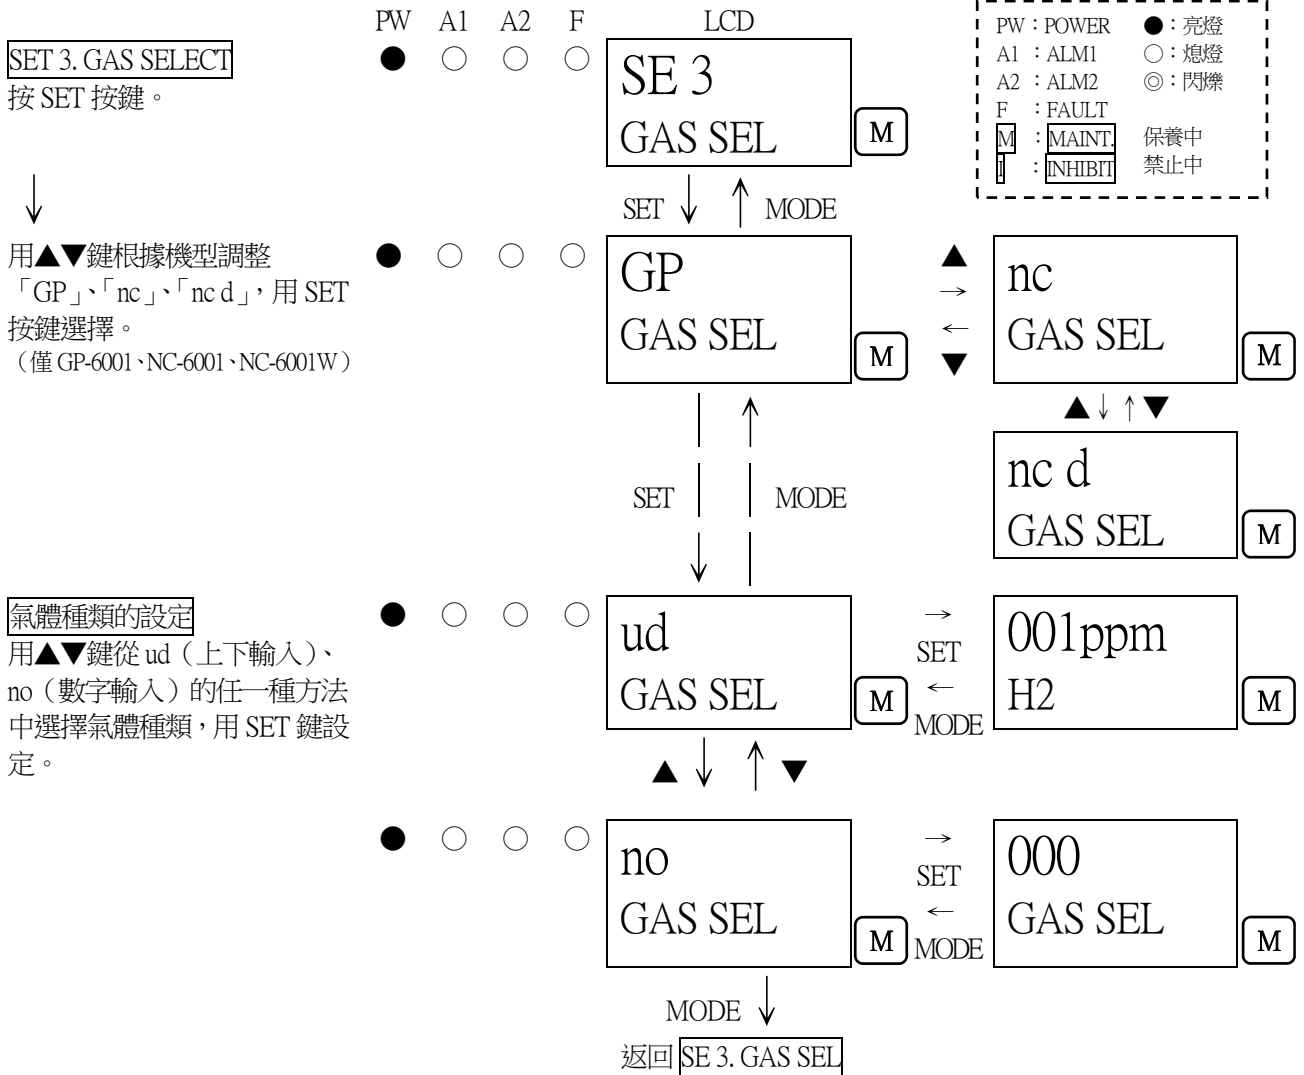 PW A1 A2 F LCD
PW：POWER ●：亮燈
A1 ：ALM1 ○：熄燈
A2 ：ALM2 ◎：閃爍
F ：FAULT
M ：MAINT. 保養中
I ：INHIBIT 禁止中
SET 3. GAS SELECT
按 SET 按鍵。
● ○ ○ ○
SE 3
GAS SEL
M
↓
SET ↓ ↑ MODE
用▲▼鍵根據機型調整
「GP」、「nc」、「nc d」，用 SET
按鍵選擇。
（僅 GP-6001、NC-6001、NC-6001W）
● ○ ○ ○
GP
GAS SEL
M
▲
→
←
▼
nc
GAS SEL
M
▲↓ ↑▼
nc d
GAS SEL
M
SET ↓ ↑ MODE
氣體種類的設定
用▲▼鍵從 ud（上下輸入）、
no（數字輸入）的任一種方法
中選擇氣體種類，用 SET 鍵設
定。
● ○ ○ ○
ud
GAS SEL
M
→
SET
←
MODE
001ppm
H2
M
▲ ↓ ↑ ▼
● ○ ○ ○
no
GAS SEL
M
→
SET
←
MODE
000
GAS SEL
M
MODE ↓
返回 SE 3. GAS SEL